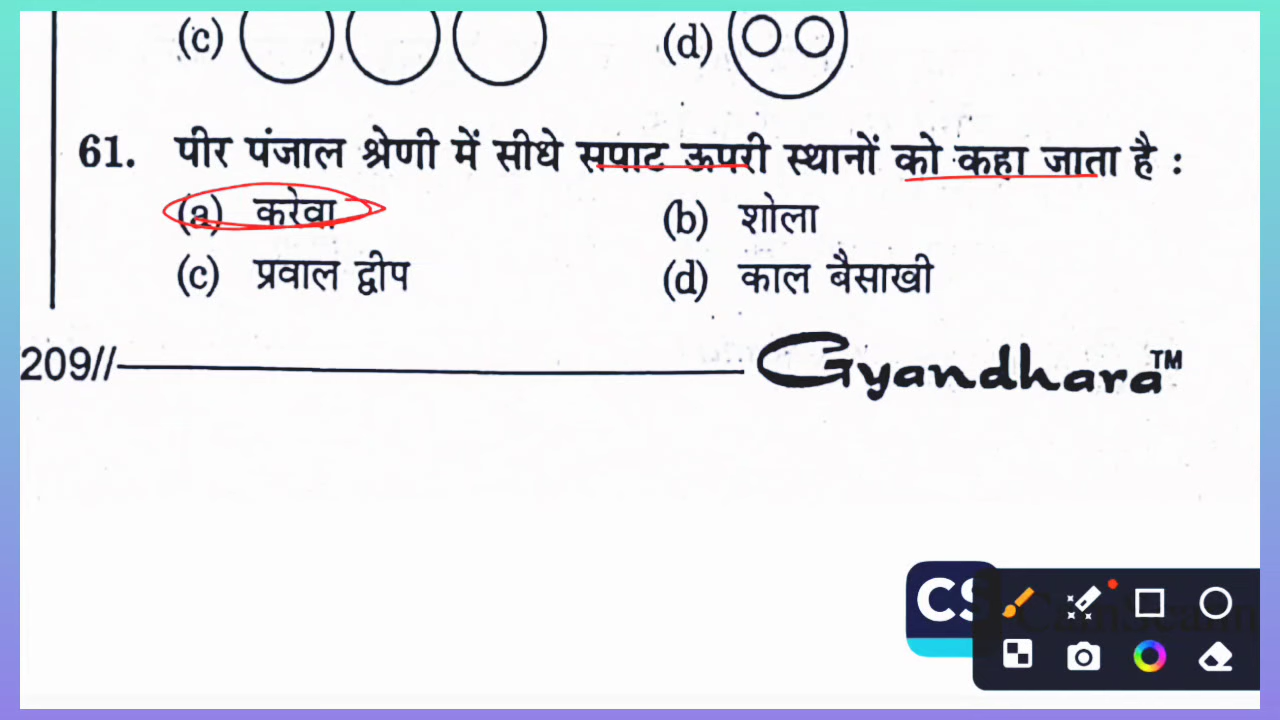 (c) (d)
61. पीर पंजाल श्रेणी में सीधे सपाट ऊपरी स्थानों को कहा जाता है :
(a) करेवा (b) शोला
(c) प्रवाल द्वीप (d) काल बैसाखी
209// Gyandhara™
CS